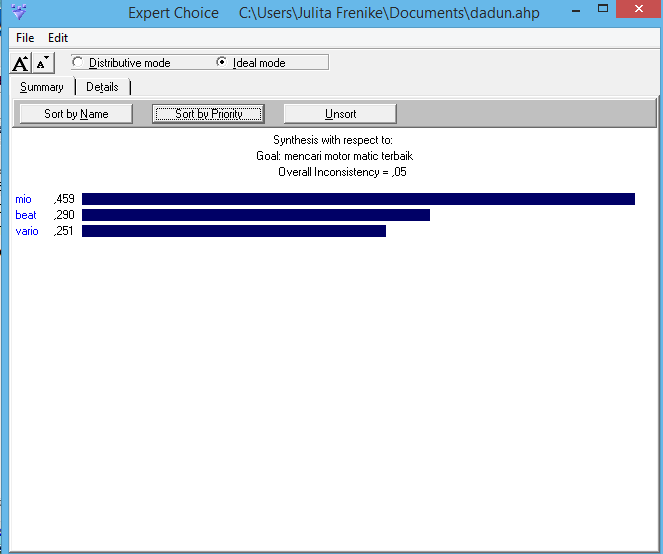 Expert Choice C:\Users\Julita Frenike\Documents\dadun.ahp
File Edit
A A Distributive mode Ideal mode
Summary Details
Sort by Name Sort by Priority Unsort
Synthesis with respect to:
Goal: mencari motor matic terbaik
Overall Inconsistency = ,05
mio ,459
beat ,290
vario ,251